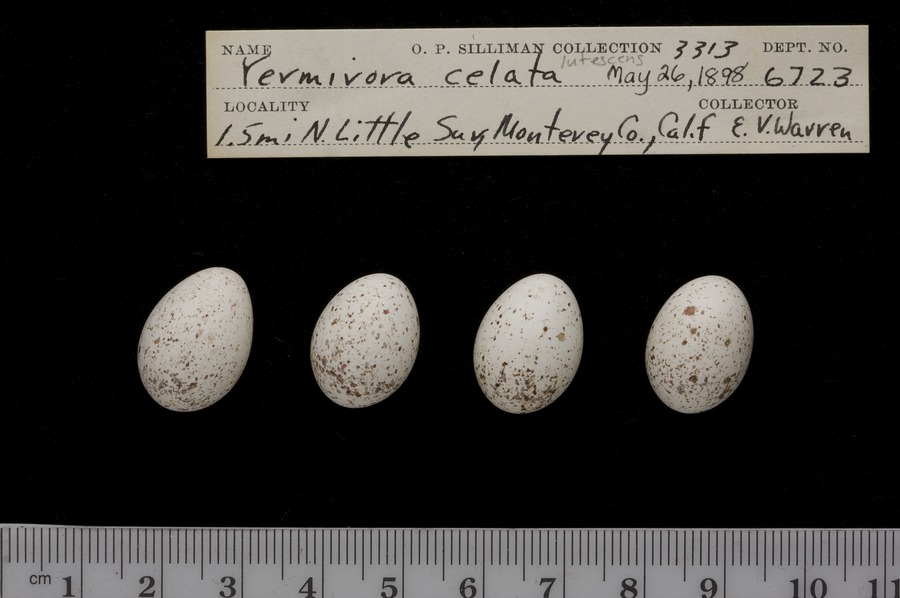 NAME O. P. SILLIMAN COLLECTION 3313 DEPT. NO.
Vermivora celata lutescens May 26, 1898 6723
LOCALITY COLLECTOR
1.5 mi N. Little Sur, Monterey Co., Calif E. V. Warren
cm 1 2 3 4 5 6 7 8 9 10 11